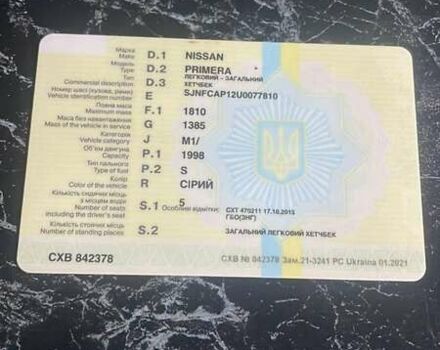 Марка
Make D.1 NISSAN
Модель
Type D.2 PRIMERA
Тип ЛЕГКОВИЙ - ЗАГАЛЬНИЙ
Commercial description D.3 ХЕТЧБЕК
Номер шасі (кузова, рами)
Vehicle identification number E SJNFCAP12U0077810
Повна маса
Maximum mass F.1 1810
Маса без навантаження
Mass of the vehicle in service G 1385
Категорія
Vehicle category J M1/
Об'єм двигуна
Capacity P.1 1998
Тип пального
Type of fuel P.2 S
Колір
Color of the vehicle R СІРИЙ
Кількість сидячих місць
з місцем водія
Number of seats
including the driver's seat S.1 5 Особливі відмітки: СХТ 470211 17.10.2013
ГБО(ЗНГ)
Кількість стоячих місць
Number of standing places S.2 ЗАГАЛЬНИЙ ЛЕГКОВИЙ ХЕТЧБЕК
СХВ 842378
СХВ № 842378 Зам.21-3241 PC Ukraina 01.2021